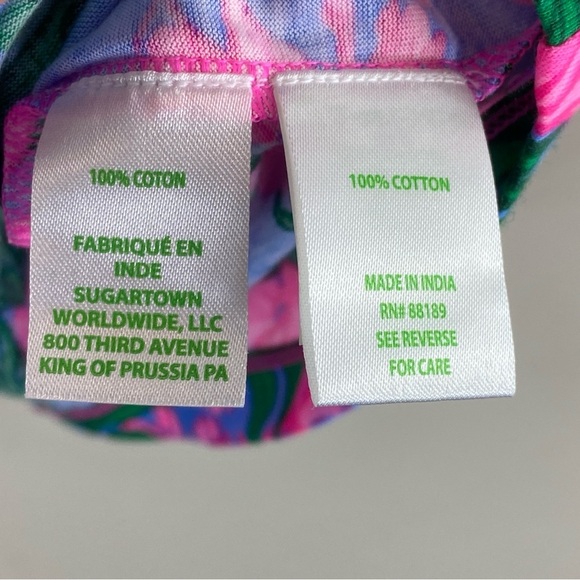 100% COTON
FABRIQUÉ EN
INDE
SUGARTOWN
WORLDWIDE, LLC
800 THIRD AVENUE
KING OF PRUSSIA PA
100% COTTON
MADE IN INDIA
RN# 88189
SEE REVERSE
FOR CARE